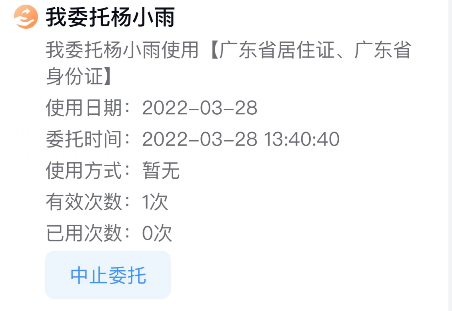 我委托杨小雨
我委托杨小雨使用【广东省居住证、广东省
身份证】
使用日期：2022-03-28
委托时间：2022-03-28 13:40:40
使用方式：暂无
有效次数：1次
已用次数：0次
中止委托